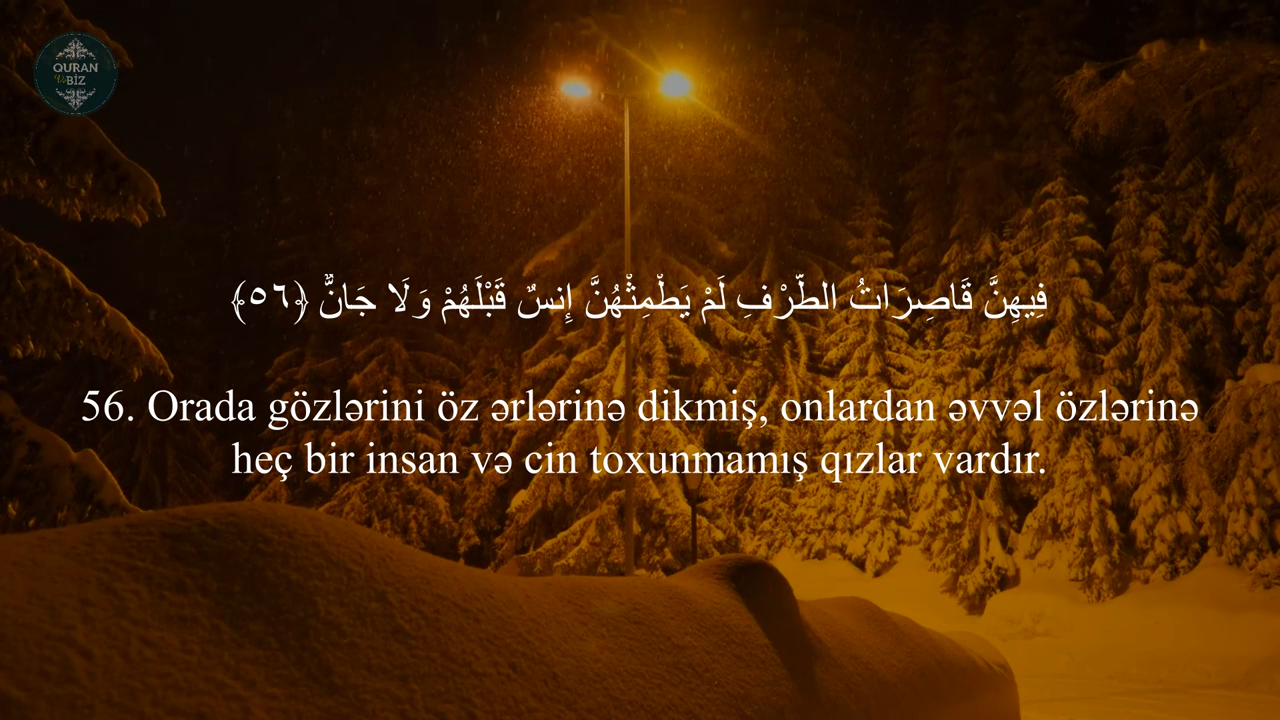 QURAN
Və BİZ
فِيهِنَّ قَاصِرَاتُ الطَّرْفِ لَمْ يَطْمِثْهُنَّ إِنسٌ قَبْلَهُمْ وَلَا جَانٌّ ﴿٥٦﴾
56. Orada gözlərini öz ərlərinə dikmiş, onlardan əvvəl özlərinə
heç bir insan və cin toxunmamış qızlar vardır.